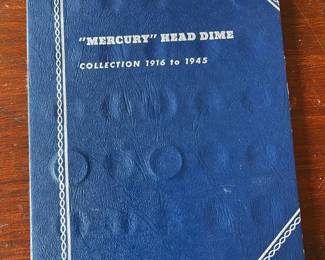 "MERCURY" HEAD DIME
COLLECTION 1916 to 1945